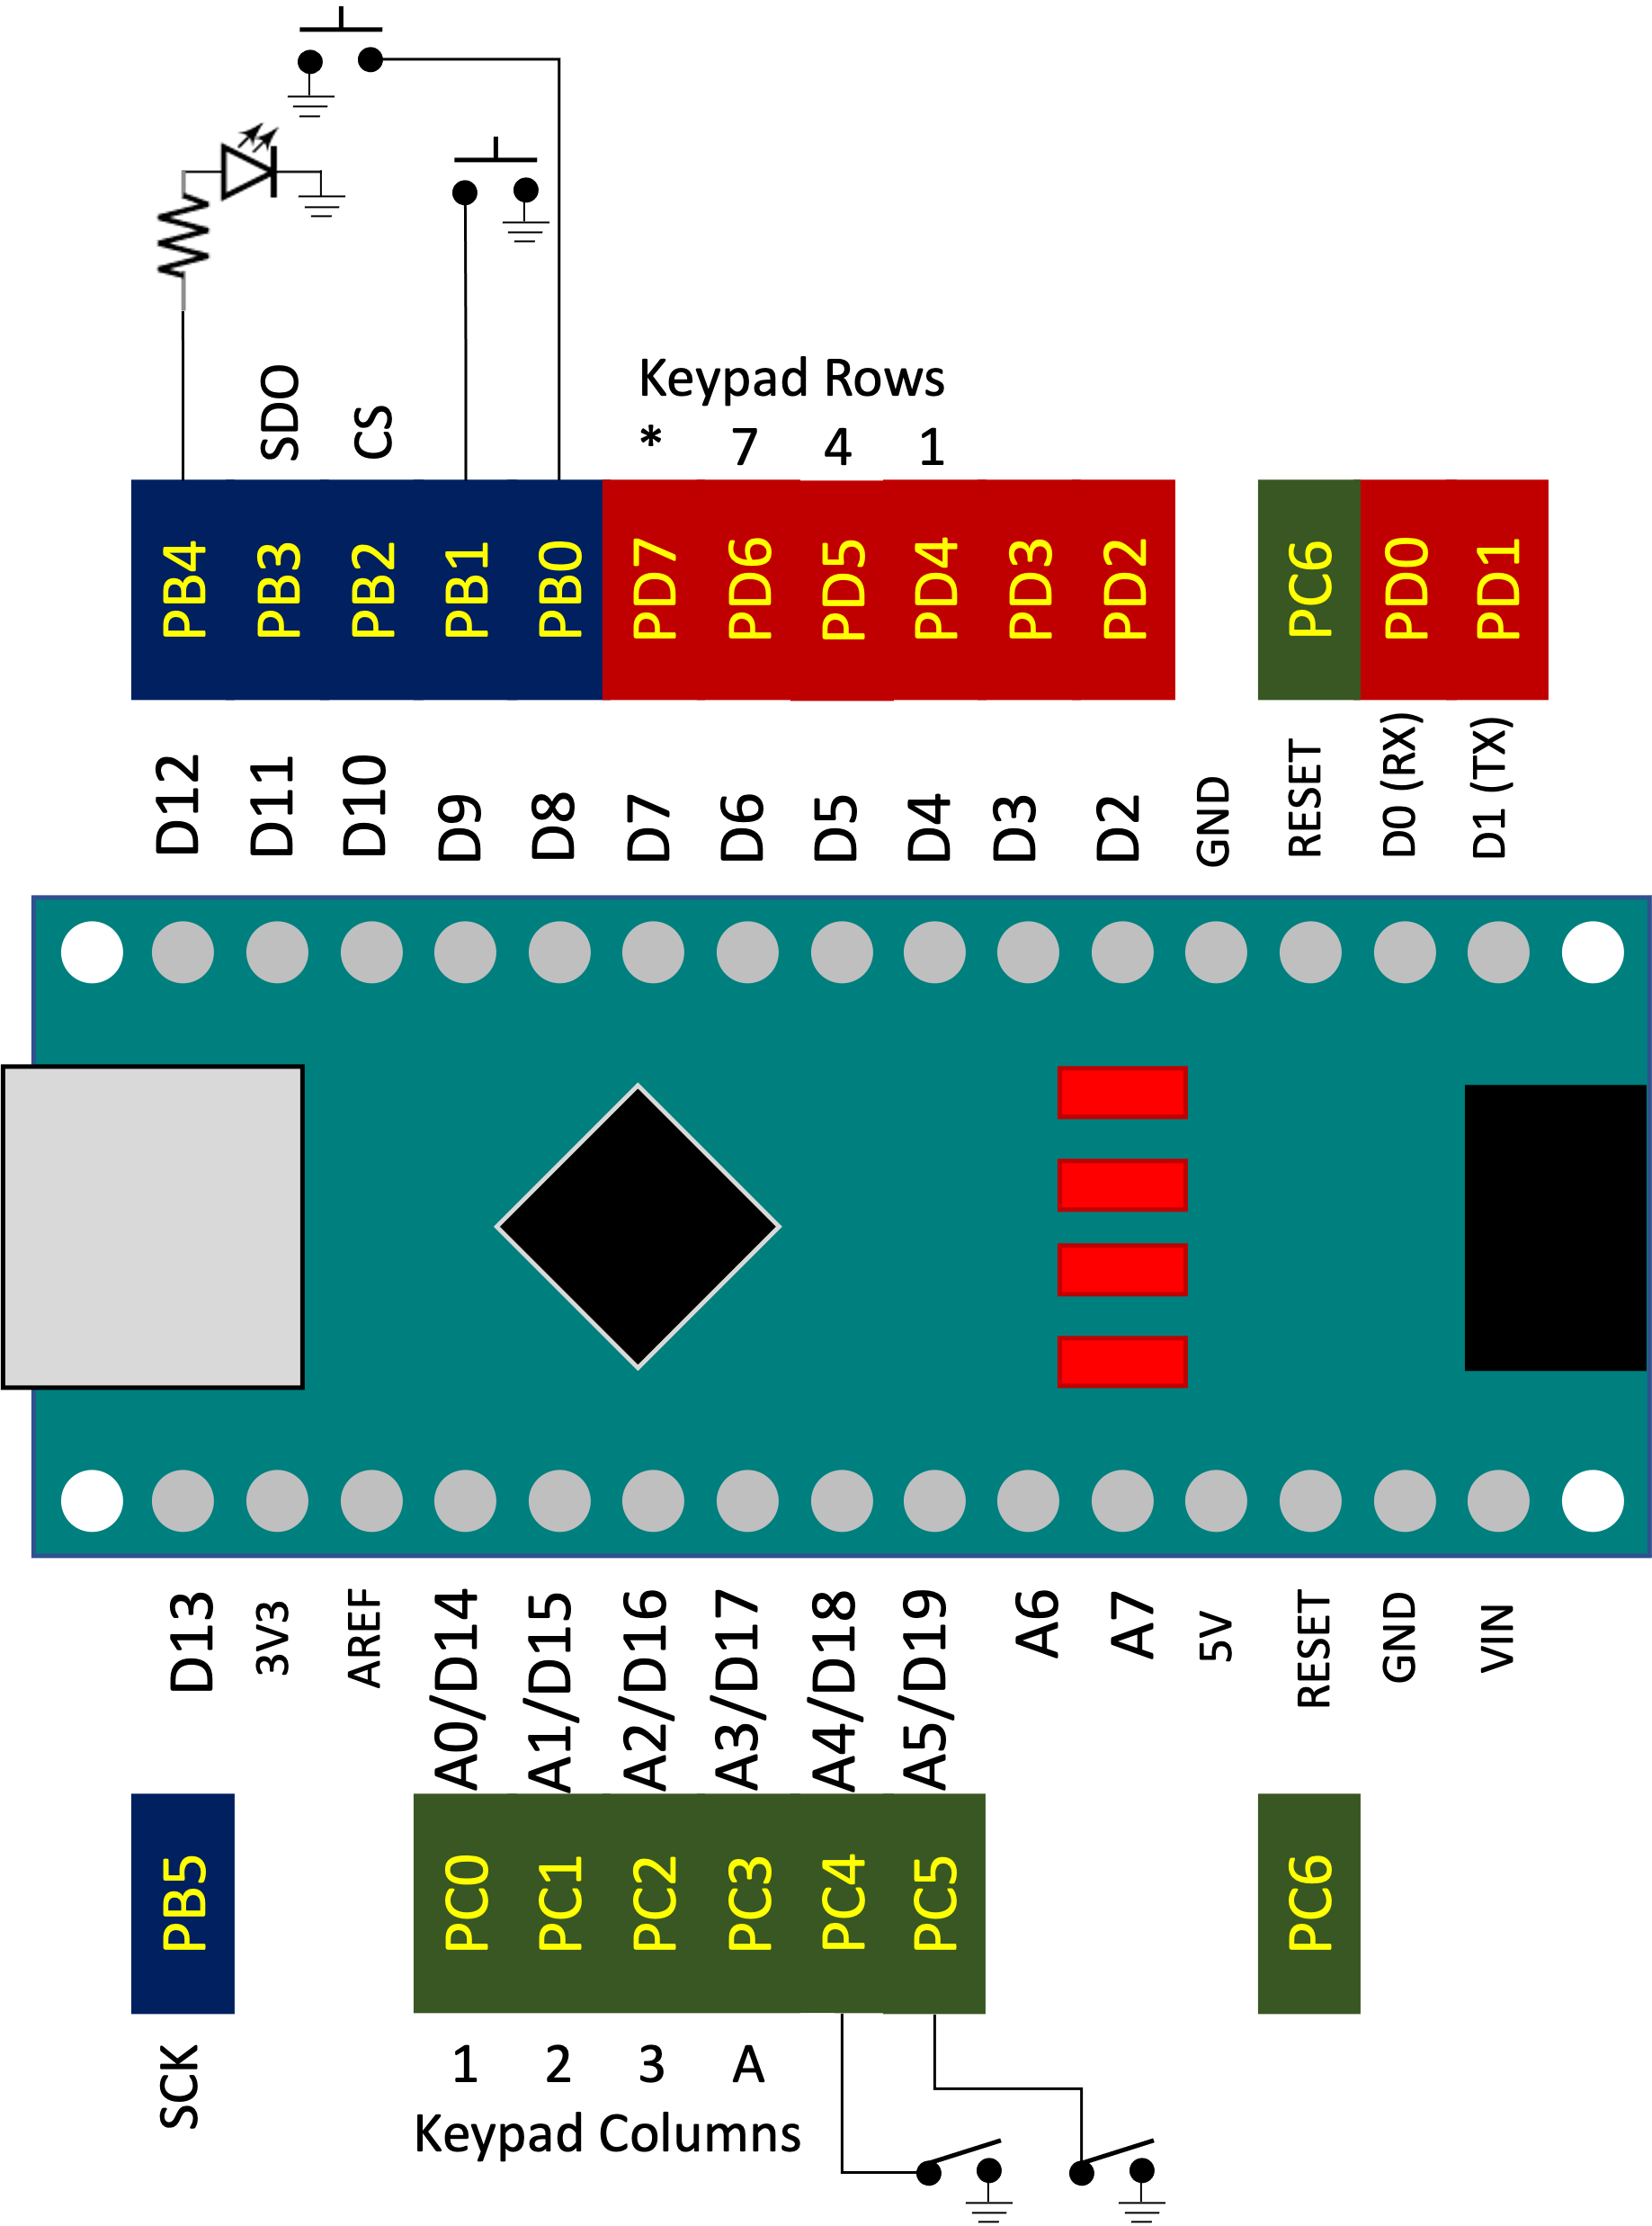 SDO
CS
Keypad Rows
* 7 4 1
PB4 PB3 PB2 PB1 PB0 PD7 PD6 PD5 PD4 PD3 PD2 PC6 PD0 PD1
D12 D11 D10 D9 D8 D7 D6 D5 D4 D3 D2 GND RESET D0 (RX) D1 (TX)
D13 3V3 AREF A0/D14 A1/D15 A2/D16 A3/D17 A4/D18 A5/D19 A6 A7 5V RESET GND VIN
PB5 PC0 PC1 PC2 PC3 PC4 PC5 PC6
SCK
1 2 3 A
Keypad Columns